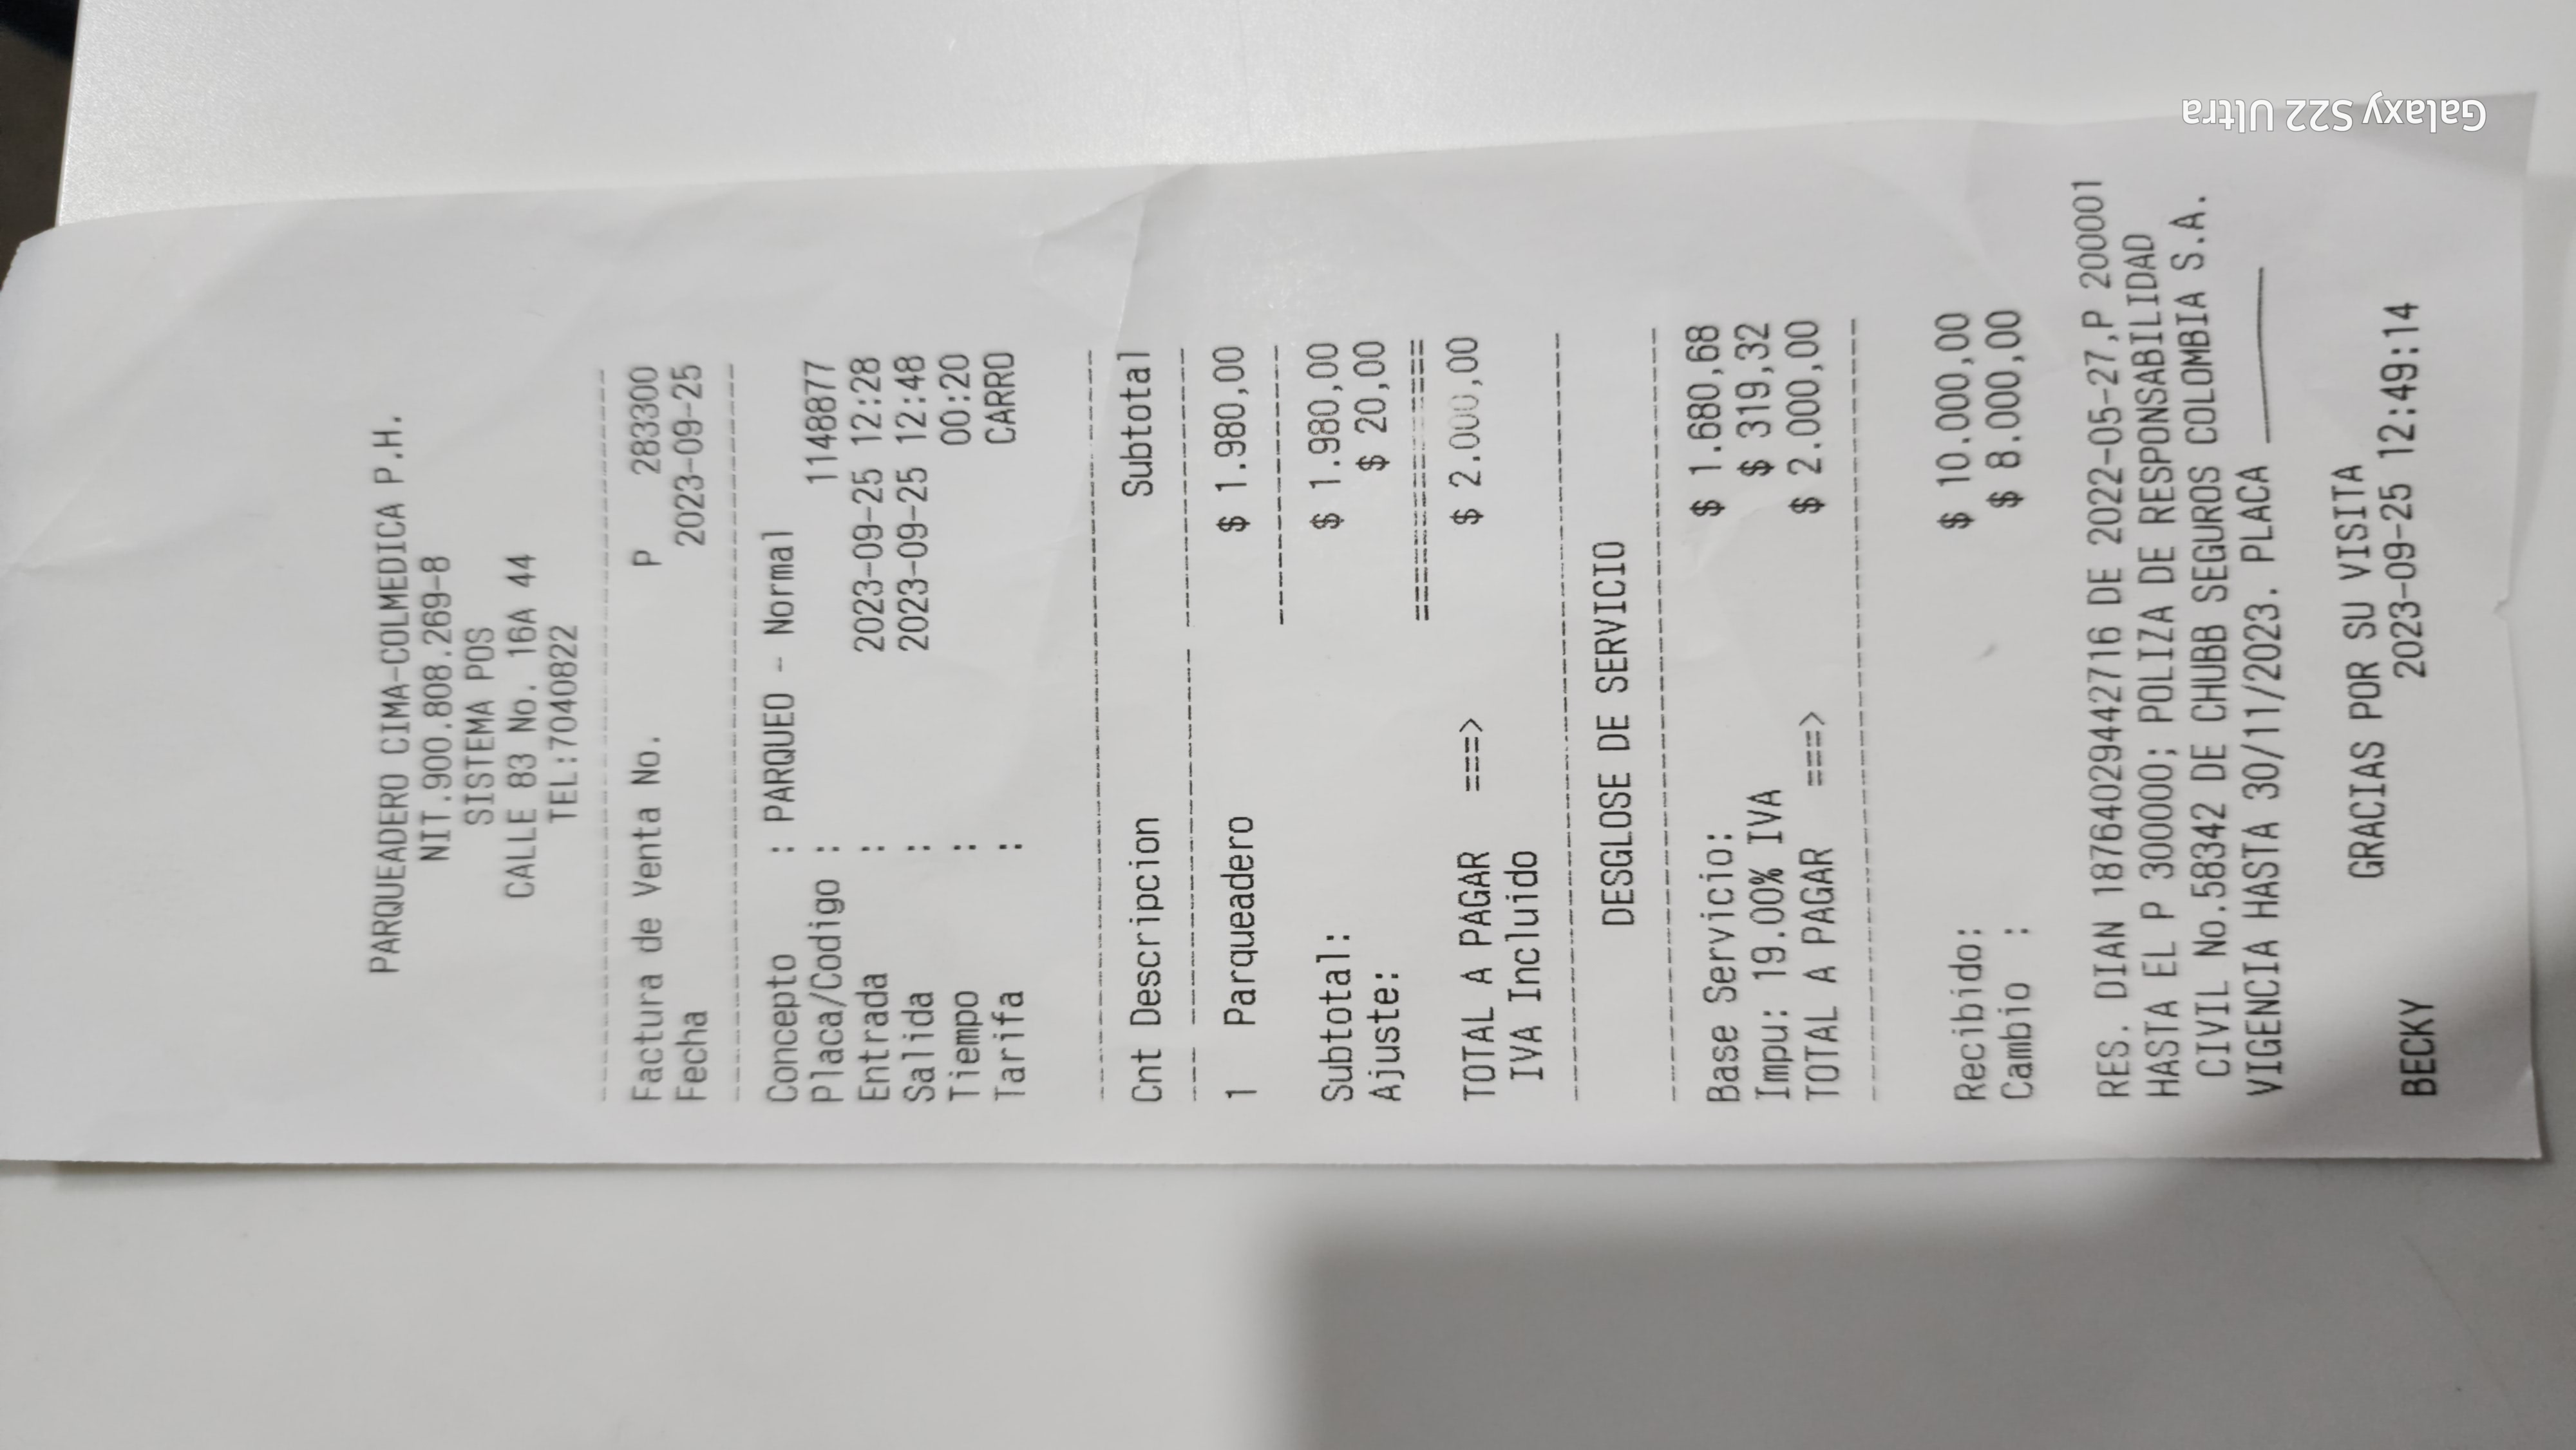 PARQUEADERO CIMA-COLMEDICA P.H.
NIT.900.808.269-8
SISTEMA POS
CALLE 83 No. 16A 44
TEL:7040822
Factura de Venta No. P 283300
Fecha 2023-09-25
Concepto : PARQUEO - Normal
Placa/Codigo : 1148877
Entrada : 2023-09-25 12:28
Salida : 2023-09-25 12:48
Tiempo : 00:20
Tarifa : CARRO
Cnt Descripcion Subtotal
1 Parqueadero $ 1.980,00
Subtotal: $ 1.980,00
Ajuste: $ 20,00
TOTAL A PAGAR ===> $ 2.000,00
IVA Incluido
DESGLOSE DE SERVICIO
Base Servicio: $ 1.680,68
Impu: 19.00% IVA $ 319,32
TOTAL A PAGAR ===> $ 2.000,00
Recibido: $ 10.000,00
Cambio : $ 8.000,00
RES. DIAN 18764029442716 DE 2022-05-27,P 200001
HASTA EL P 300000; POLIZA DE RESPONSABILIDAD
CIVIL No.58342 DE CHUBB SEGUROS COLOMBIA S.A.
VIGENCIA HASTA 30/11/2023. PLACA ______
GRACIAS POR SU VISITA
BECKY 2023-09-25 12:49:14
Galaxy S22 Ultra